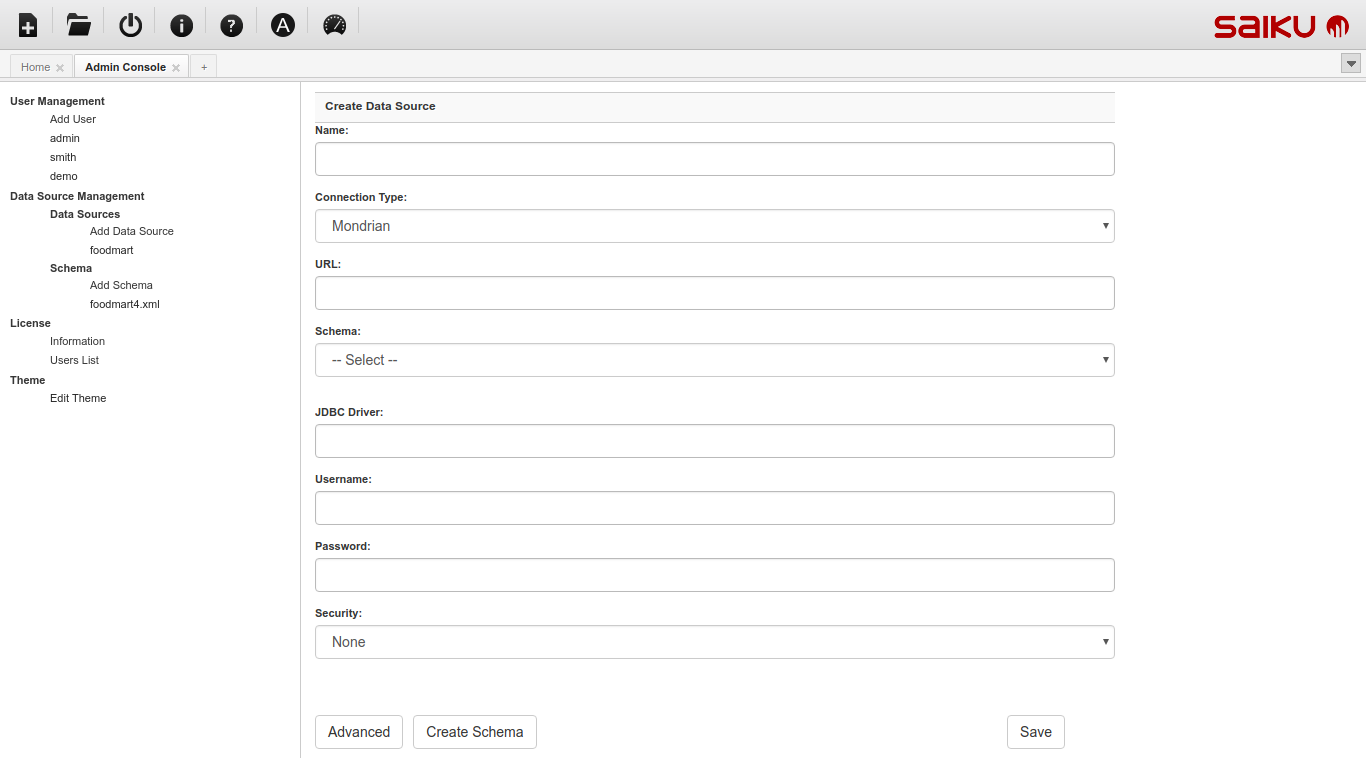 SAIKU
Home Admin Console +
User Management
Add User
admin
smith
demo
Data Source Management
Data Sources
Add Data Source
foodmart
Schema
Add Schema
foodmart4.xml
License
Information
Users List
Theme
Edit Theme
Create Data Source
Name:
Connection Type:
Mondrian
URL:
Schema:
-- Select --
JDBC Driver:
Username:
Password:
Security:
None
Advanced Create Schema Save